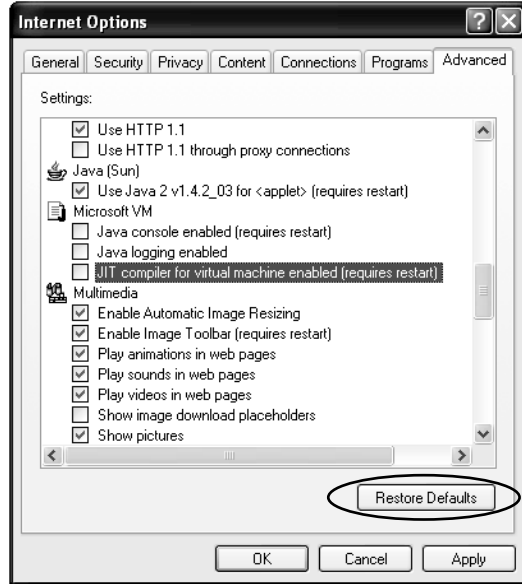 Internet Options
General Security Privacy Content Connections Programs Advanced
Settings:
Use HTTP 1.1
Use HTTP 1.1 through proxy connections
Java (Sun)
Use Java 2 v1.4.2_03 for <applet> (requires restart)
Microsoft VM
Java console enabled (requires restart)
Java logging enabled
JIT compiler for virtual machine enabled (requires restart)
Multimedia
Enable Automatic Image Resizing
Enable Image Toolbar (requires restart)
Play animations in web pages
Play sounds in web pages
Play videos in web pages
Show image download placeholders
Show pictures
Restore Defaults
OK Cancel Apply